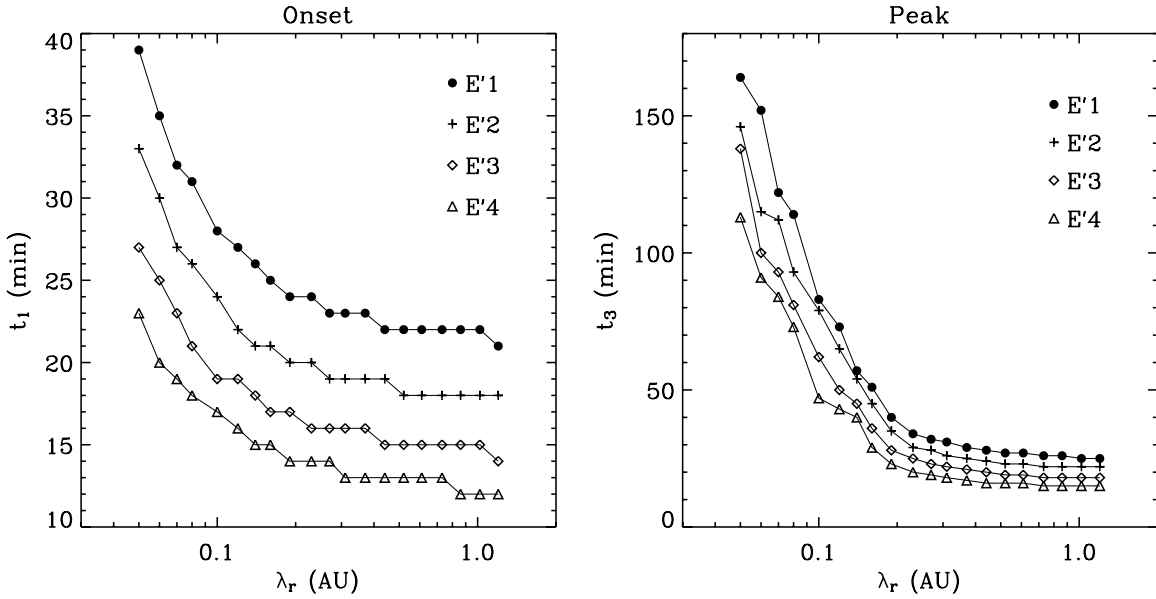 Onset
40
35
30
25
20
15
10
t1 (min)
E'1
E'2
E'3
E'4
0.1
1.0
λr (AU)
Peak
150
100
50
0
t3 (min)
E'1
E'2
E'3
E'4
0.1
1.0
λr (AU)